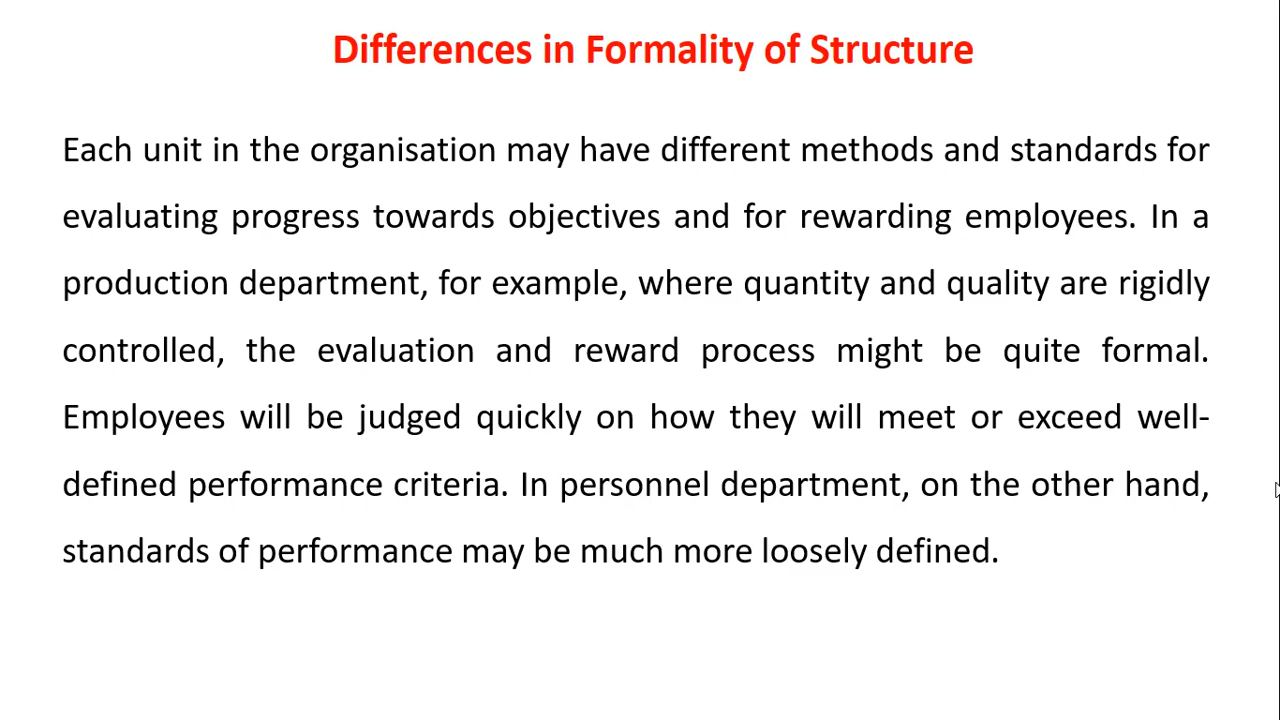 Differences in Formality of Structure
Each unit in the organisation may have different methods and standards for
evaluating progress towards objectives and for rewarding employees. In a
production department, for example, where quantity and quality are rigidly
controlled, the evaluation and reward process might be quite formal.
Employees will be judged quickly on how they will meet or exceed well-
defined performance criteria. In personnel department, on the other hand,
standards of performance may be much more loosely defined.